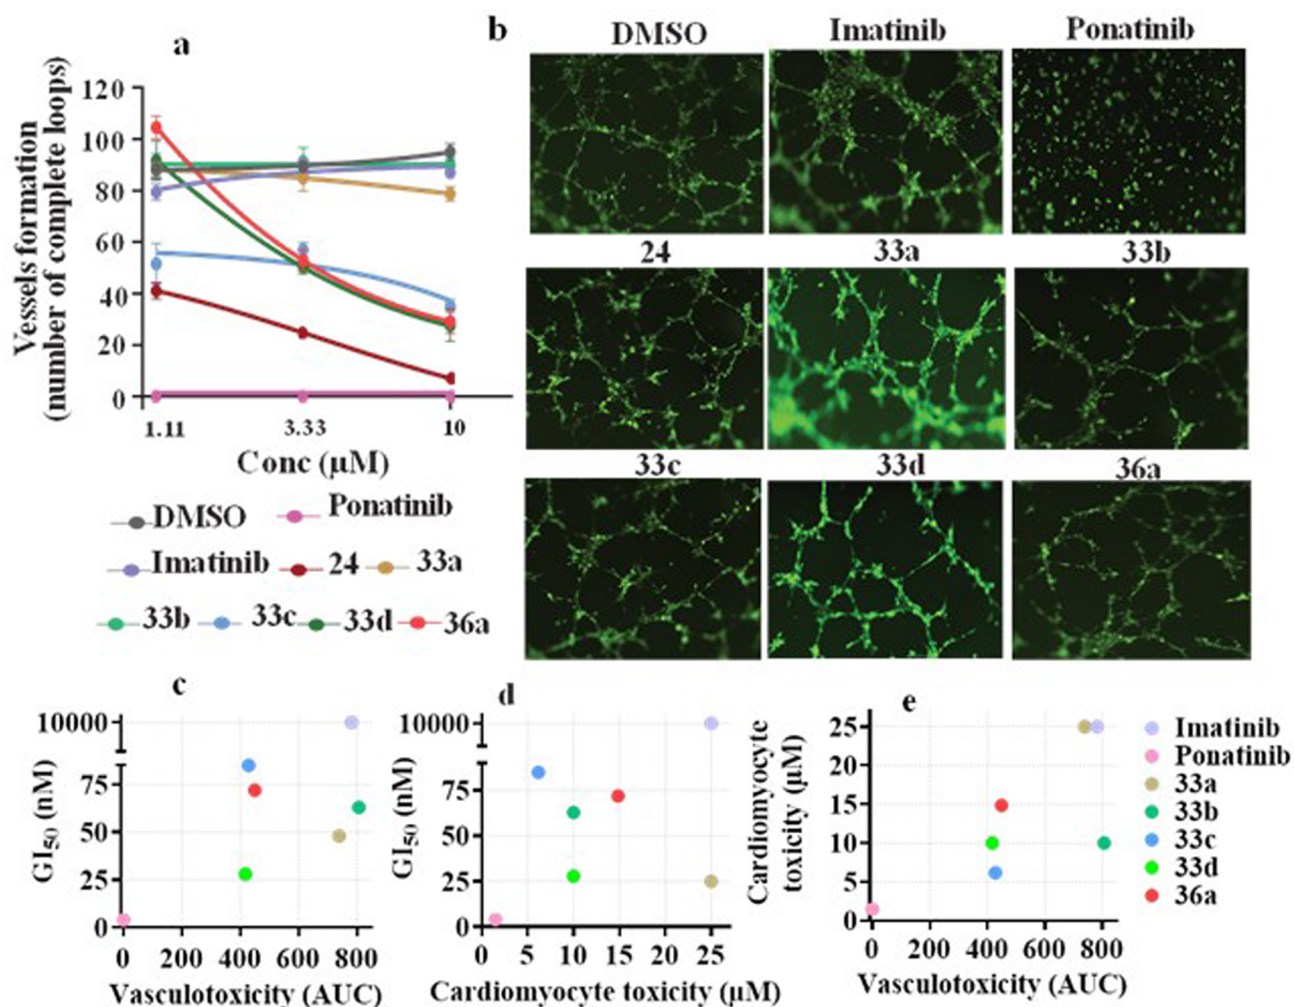 a
Vessels formation
(number of complete loops)
120
100
80
60
40
20
0
1.11 3.33 10
Conc (μM)
DMSO Ponatinib
Imatinib 24 33a
33b 33c 33d 36a
b
DMSO Imatinib Ponatinib
24 33a 33b
33c 33d 36a
c
GI50 (nM)
10000
75
50
25
0
0 200 400 600 800
Vasculotoxicity (AUC)
d
GI50 (nM)
10000
75
50
25
0
0 5 10 15 20 25
Cardiomyocyte toxicity (μM)
e
Cardiomyocyte
toxicity (μM)
25
20
15
10
5
0
0 200 400 600 800
Vasculotoxicity (AUC)
Imatinib
Ponatinib
33a
33b
33c
33d
36a